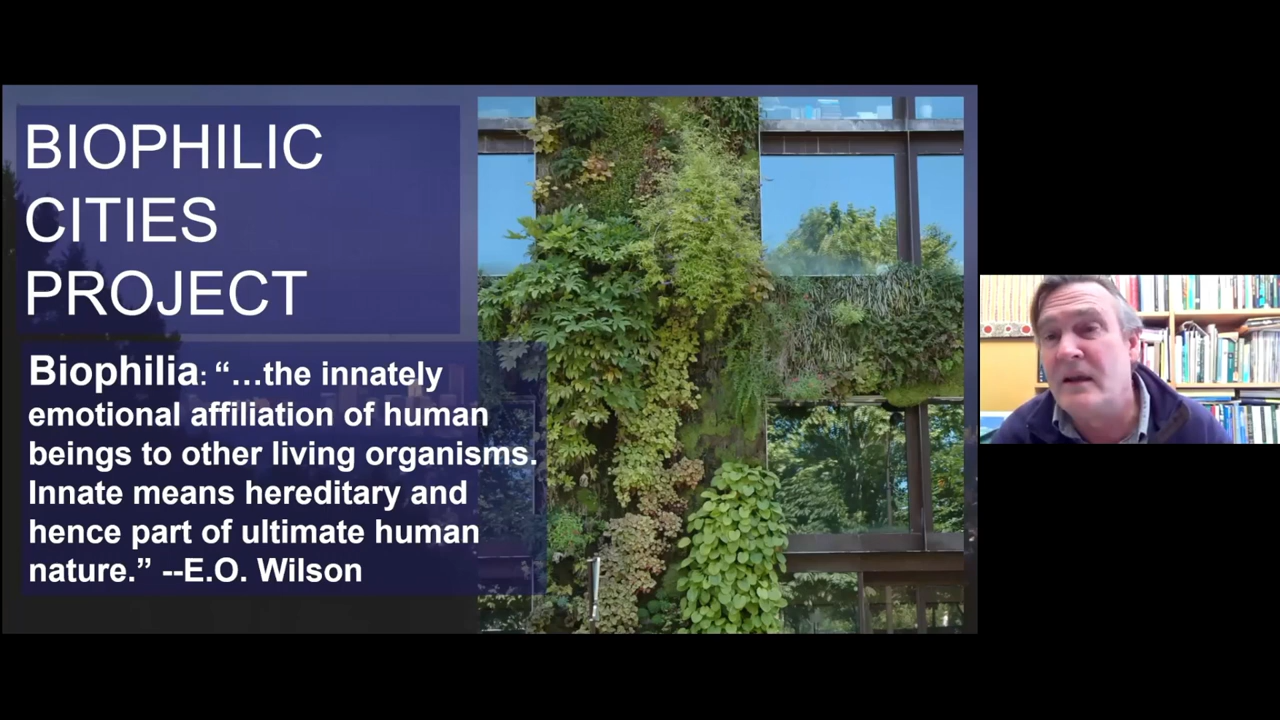 BIOPHILIC
CITIES
PROJECT
Biophilia: “…the innately
emotional affiliation of human
beings to other living organisms.
Innate means hereditary and
hence part of ultimate human
nature.” --E.O. Wilson